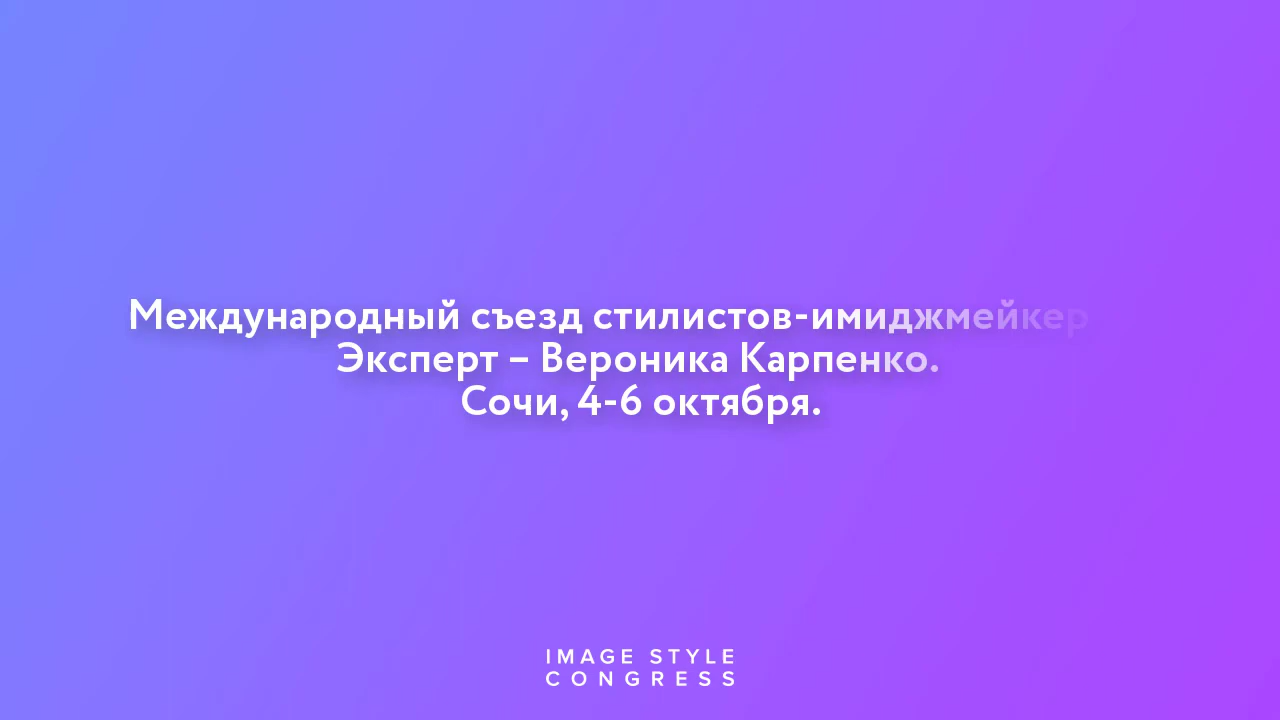 Международный съезд стилистов-имиджмейкер
Эксперт – Вероника Карпенко.
Сочи, 4-6 октября.
IMAGE STYLE
CONGRESS